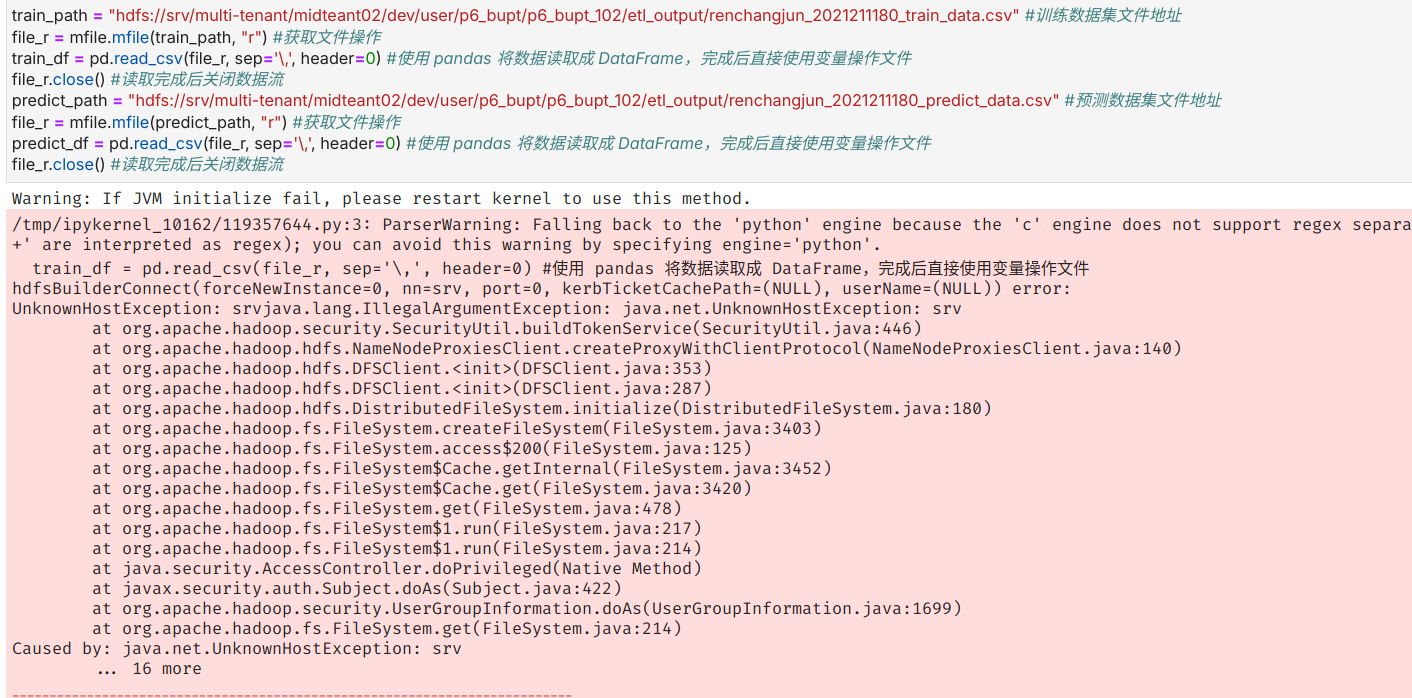 train_path = "hdfs://srv/multi-tenant/midteant02/dev/user/p6_bupt/p6_bupt_102/etl_output/renchangjun_2021211180_train_data.csv" #训练数据集文件地址
file_r = mfile.mfile(train_path, "r") #获取文件操作
train_df = pd.read_csv(file_r, sep='\,', header=0) #使用 pandas 将数据读取成 DataFrame，完成后直接使用变量操作文件
file_r.close() #读取完成后关闭数据流
predict_path = "hdfs://srv/multi-tenant/midteant02/dev/user/p6_bupt/p6_bupt_102/etl_output/renchangjun_2021211180_predict_data.csv" #预测数据集文件地址
file_r = mfile.mfile(predict_path, "r") #获取文件操作
predict_df = pd.read_csv(file_r, sep='\,', header=0) #使用 pandas 将数据读取成 DataFrame，完成后直接使用变量操作文件
file_r.close() #读取完成后关闭数据流
Warning: If JVM initialize fail, please restart kernel to use this method.
/tmp/ipykernel_10162/119357644.py:3: ParserWarning: Falling back to the 'python' engine because the 'c' engine does not support regex separa
+' are interpreted as regex); you can avoid this warning by specifying engine='python'.
  train_df = pd.read_csv(file_r, sep='\,', header=0) #使用 pandas 将数据读取成 DataFrame，完成后直接使用变量操作文件
hdfsBuilderConnect(forceNewInstance=0, nn=srv, port=0, kerbTicketCachePath=(NULL), userName=(NULL)) error:
UnknownHostException: srvjava.lang.IllegalArgumentException: java.net.UnknownHostException: srv
        at org.apache.hadoop.security.SecurityUtil.buildTokenService(SecurityUtil.java:446)
        at org.apache.hadoop.hdfs.NameNodeProxiesClient.createProxyWithClientProtocol(NameNodeProxiesClient.java:140)
        at org.apache.hadoop.hdfs.DFSClient.<init>(DFSClient.java:353)
        at org.apache.hadoop.hdfs.DFSClient.<init>(DFSClient.java:287)
        at org.apache.hadoop.hdfs.DistributedFileSystem.initialize(DistributedFileSystem.java:180)
        at org.apache.hadoop.fs.FileSystem.createFileSystem(FileSystem.java:3403)
        at org.apache.hadoop.fs.FileSystem.access$200(FileSystem.java:125)
        at org.apache.hadoop.fs.FileSystem$Cache.getInternal(FileSystem.java:3452)
        at org.apache.hadoop.fs.FileSystem$Cache.get(FileSystem.java:3420)
        at org.apache.hadoop.fs.FileSystem.get(FileSystem.java:478)
        at org.apache.hadoop.fs.FileSystem$1.run(FileSystem.java:217)
        at org.apache.hadoop.fs.FileSystem$1.run(FileSystem.java:214)
        at java.security.AccessController.doPrivileged(Native Method)
        at javax.security.auth.Subject.doAs(Subject.java:422)
        at org.apache.hadoop.security.UserGroupInformation.doAs(UserGroupInformation.java:1699)
        at org.apache.hadoop.fs.FileSystem.get(FileSystem.java:214)
Caused by: java.net.UnknownHostException: srv
        ... 16 more